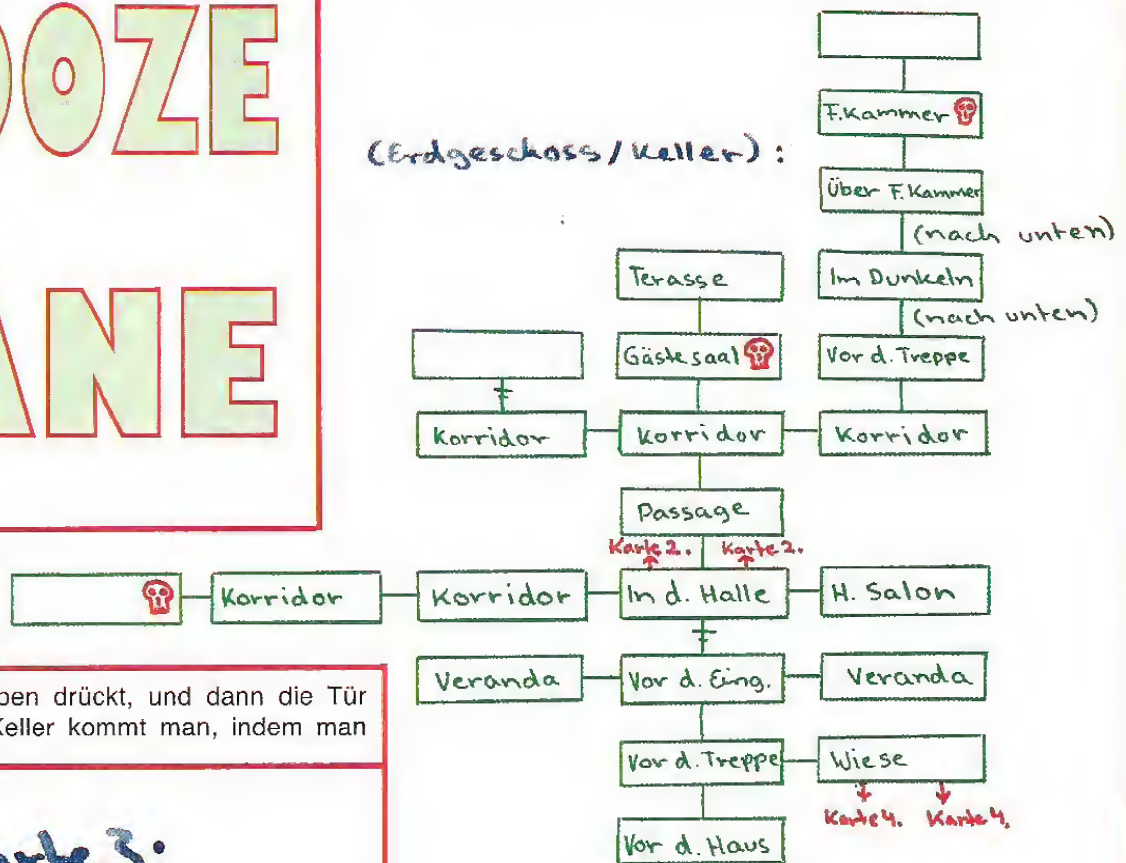 OOZE
ANE
(Erdgeschoss / Keller) :
F.Kammer
Über F. Kammer
(nach unten)
Im Dunkeln
(nach unten)
Terasse
Gästesaal
Vor d. Treppe
Korridor
Korridor
Korridor
Passage
Karte 2. Karte 2.
Korridor
Korridor
In d. Halle
H. Salon
Veranda
Vor d. Eing.
Veranda
Vor d. Treppe
Wiese
Karte 4. Karte 4.
Vor d. Haus
ben drückt, und dann die Tür
Keller kommt man, indem man
arte 3.